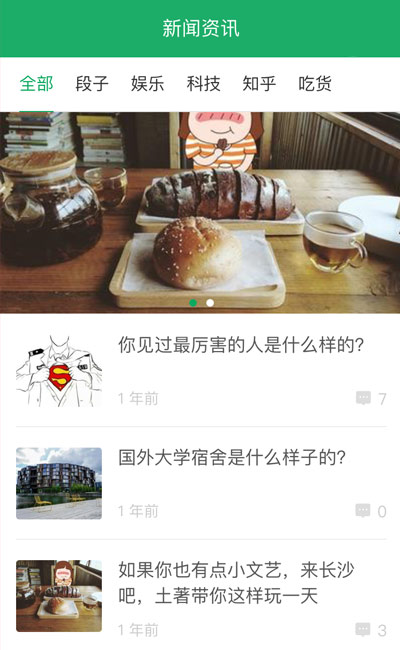 新闻资讯
全部 段子 娱乐 科技 知乎 吃货
你见过最厉害的人是什么样的?
1 年前 7
国外大学宿舍是什么样子的?
1 年前 0
如果你也有点小文艺，来长沙
吧，土著带你这样玩一天
1 年前 3